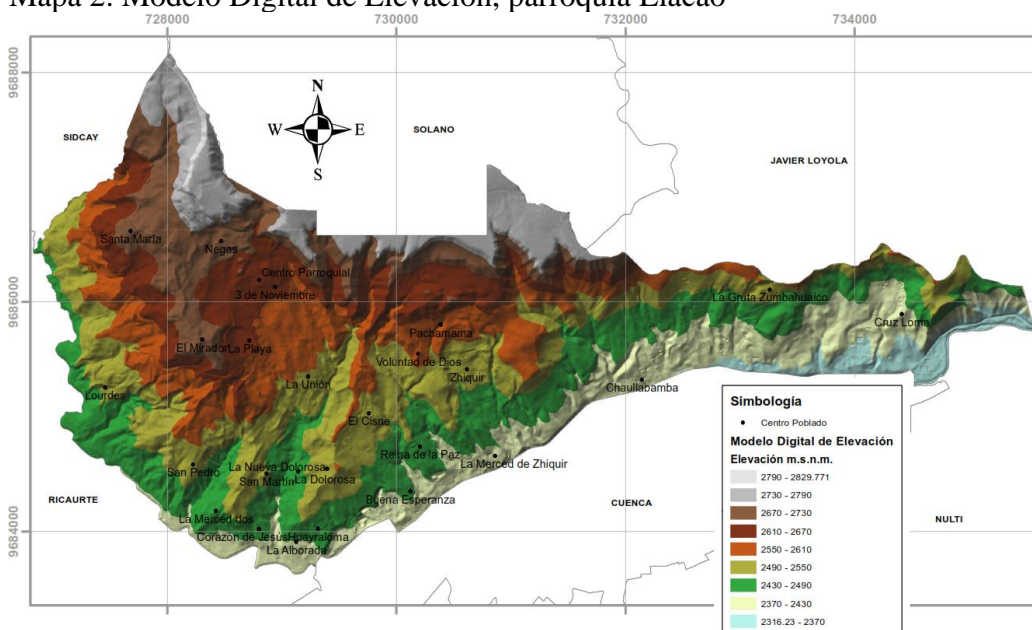 Mapa 2. Modelo Digital de Elevación, parroquia Llacao
728000 730000 732000 734000
9688000
N
W E
S
SIDCAY
SOLANO
JAVIER LOYOLA
Santa María
Negas
Centro Parroquial
3 de Noviembre
9686000
La Gruta Zumbahuaico
Cruz Loma
Pachamama
El Mirador
La Playa
Voluntad de Dios
Zhiquir
La Unión
Chaullabamba
Lourdes
El Cisne
Reina de la Paz
La Merced de Zhiquir
San Pedro
La Nueva Dolorosa
San Martín
La Dolorosa
Buena Esperanza
RICAURTE
CUENCA
NULTI
La Merced dos
9684000
Corazón de Jesús
Huayraloma
La Alborada
Simbología
Centro Poblado
Modelo Digital de Elevación
Elevación m.s.n.m.
2790 - 2829.771
2730 - 2790
2670 - 2730
2610 - 2670
2550 - 2610
2490 - 2550
2430 - 2490
2370 - 2430
2316.23 - 2370